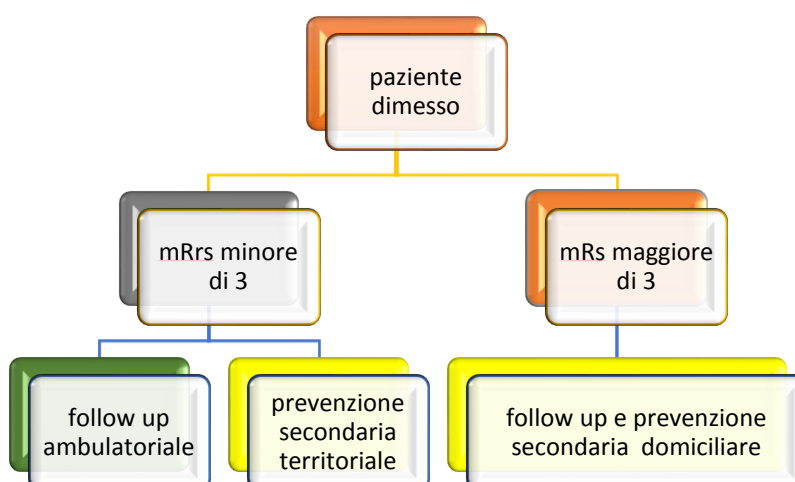 paziente
dimesso
mRrs minore
di 3
mRs maggiore
di 3
follow up
ambulatoriale
prevenzione
secondaria
territoriale
follow up e prevenzione
secondaria domiciliare